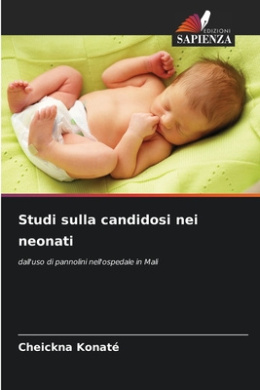 EDIZIONI
SAPIENZA
Studi sulla candidosi nei
neonati
dall'uso di pannolini nell'ospedale in Mali
Cheickna Konaté